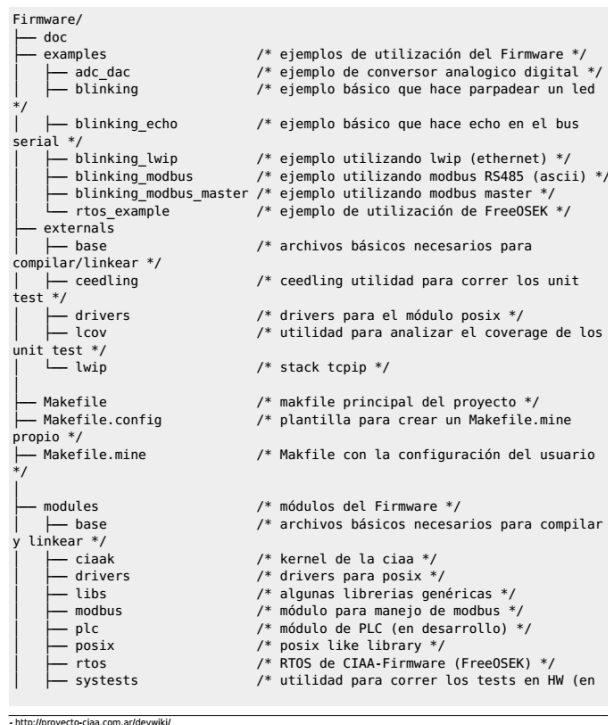 Firmware/
├── doc
├── examples /* ejemplos de utilización del Firmware */
│ ├── adc_dac /* ejemplo de conversor analogico digital */
│ ├── blinking /* ejemplo básico que hace parpadear un led
*/
│ ├── blinking_echo /* ejemplo básico que hace echo en el bus
serial */
│ ├── blinking_lwip /* ejemplo utilizando lwip (ethernet) */
│ ├── blinking_modbus /* ejemplo utilizando modbus RS485 (ascii) */
│ ├── blinking_modbus_master /* ejemplo utilizando modbus master */
│ └── rtos_example /* ejemplo de utilización de FreeOSEK */
├── externals
│ ├── base /* archivos básicos necesarios para
compilar/linkear */
│ ├── ceedling /* ceedling utilidad para correr los unit
test */
│ ├── drivers /* drivers para el módulo posix */
│ ├── lcov /* utilidad para analizar el coverage de los
unit test */
│ └── lwip /* stack tcpip */
│
├── Makefile /* makfile principal del proyecto */
├── Makefile.config /* plantilla para crear un Makefile.mine
propio */
├── Makefile.mine /* Makfile con la configuración del usuario
*/
│
├── modules /* módulos del Firmware */
│ ├── base /* archivos básicos necesarios para compilar
y linkear */
│ ├── ciaak /* kernel de la ciaa */
│ ├── drivers /* drivers para posix */
│ ├── libs /* algunas librerias genéricas */
│ ├── modbus /* módulo para manejo de modbus */
│ ├── plc /* módulo de PLC (en desarrollo) */
│ ├── posix /* posix like library */
│ ├── rtos /* RTOS de CIAA-Firmware (FreeOSEK) */
│ ├── systests /* utilidad para correr los tests en HW (en
- http://proyecto-ciaa.com.ar/devwiki/